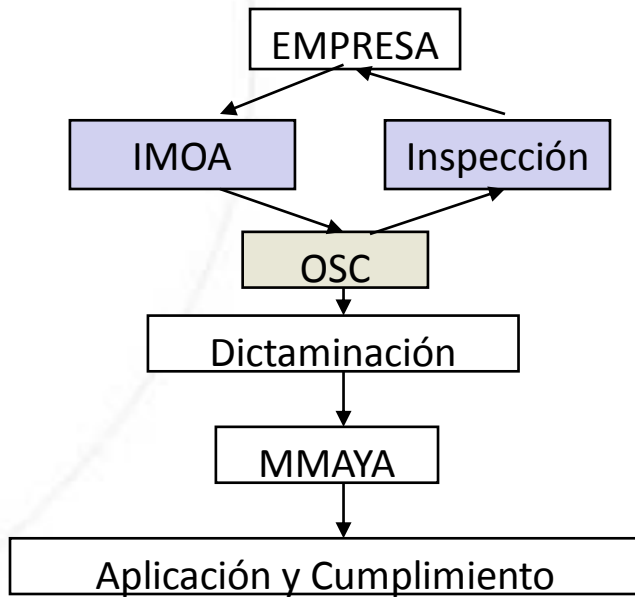 EMPRESA
IMOA
Inspección
OSC
Dictaminación
MMAYA
Aplicación y Cumplimiento